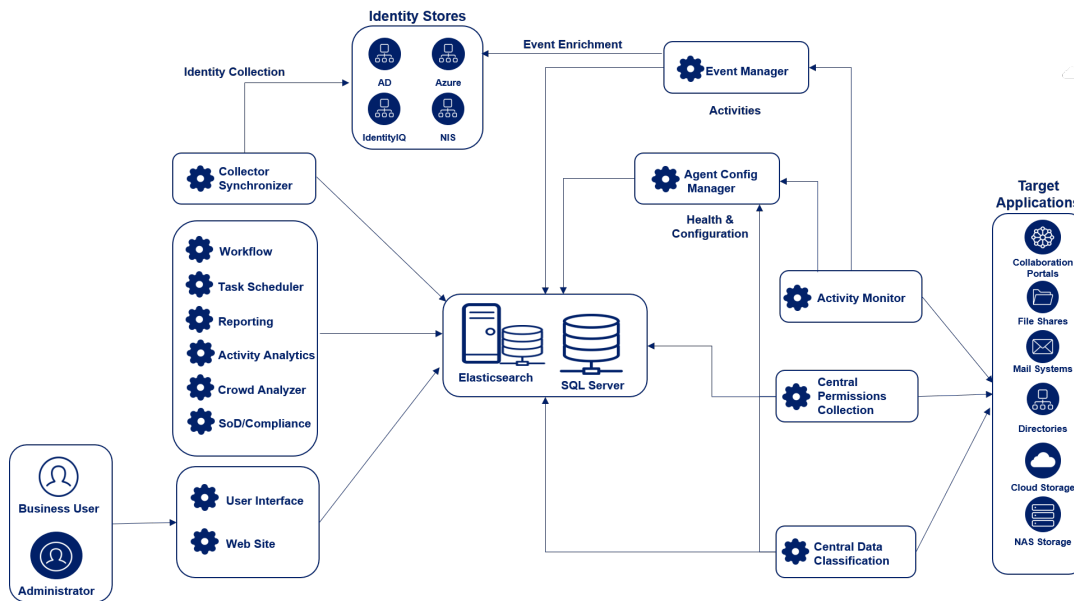 Identity Stores
AD
Azure
IdentityIQ
NIS
Identity Collection
Event Enrichment
Event Manager
Activities
Collector
Synchronizer
Agent Config
Manager
Health &
Configuration
Workflow
Task Scheduler
Reporting
Activity Analytics
Crowd Analyzer
SoD/Compliance
Elasticsearch
SQL Server
Activity Monitor
Central
Permissions
Collection
Central Data
Classification
Target
Applications
Collaboration
Portals
File Shares
Mail Systems
Directories
Cloud Storage
NAS Storage
Business User
Administrator
User Interface
Web Site